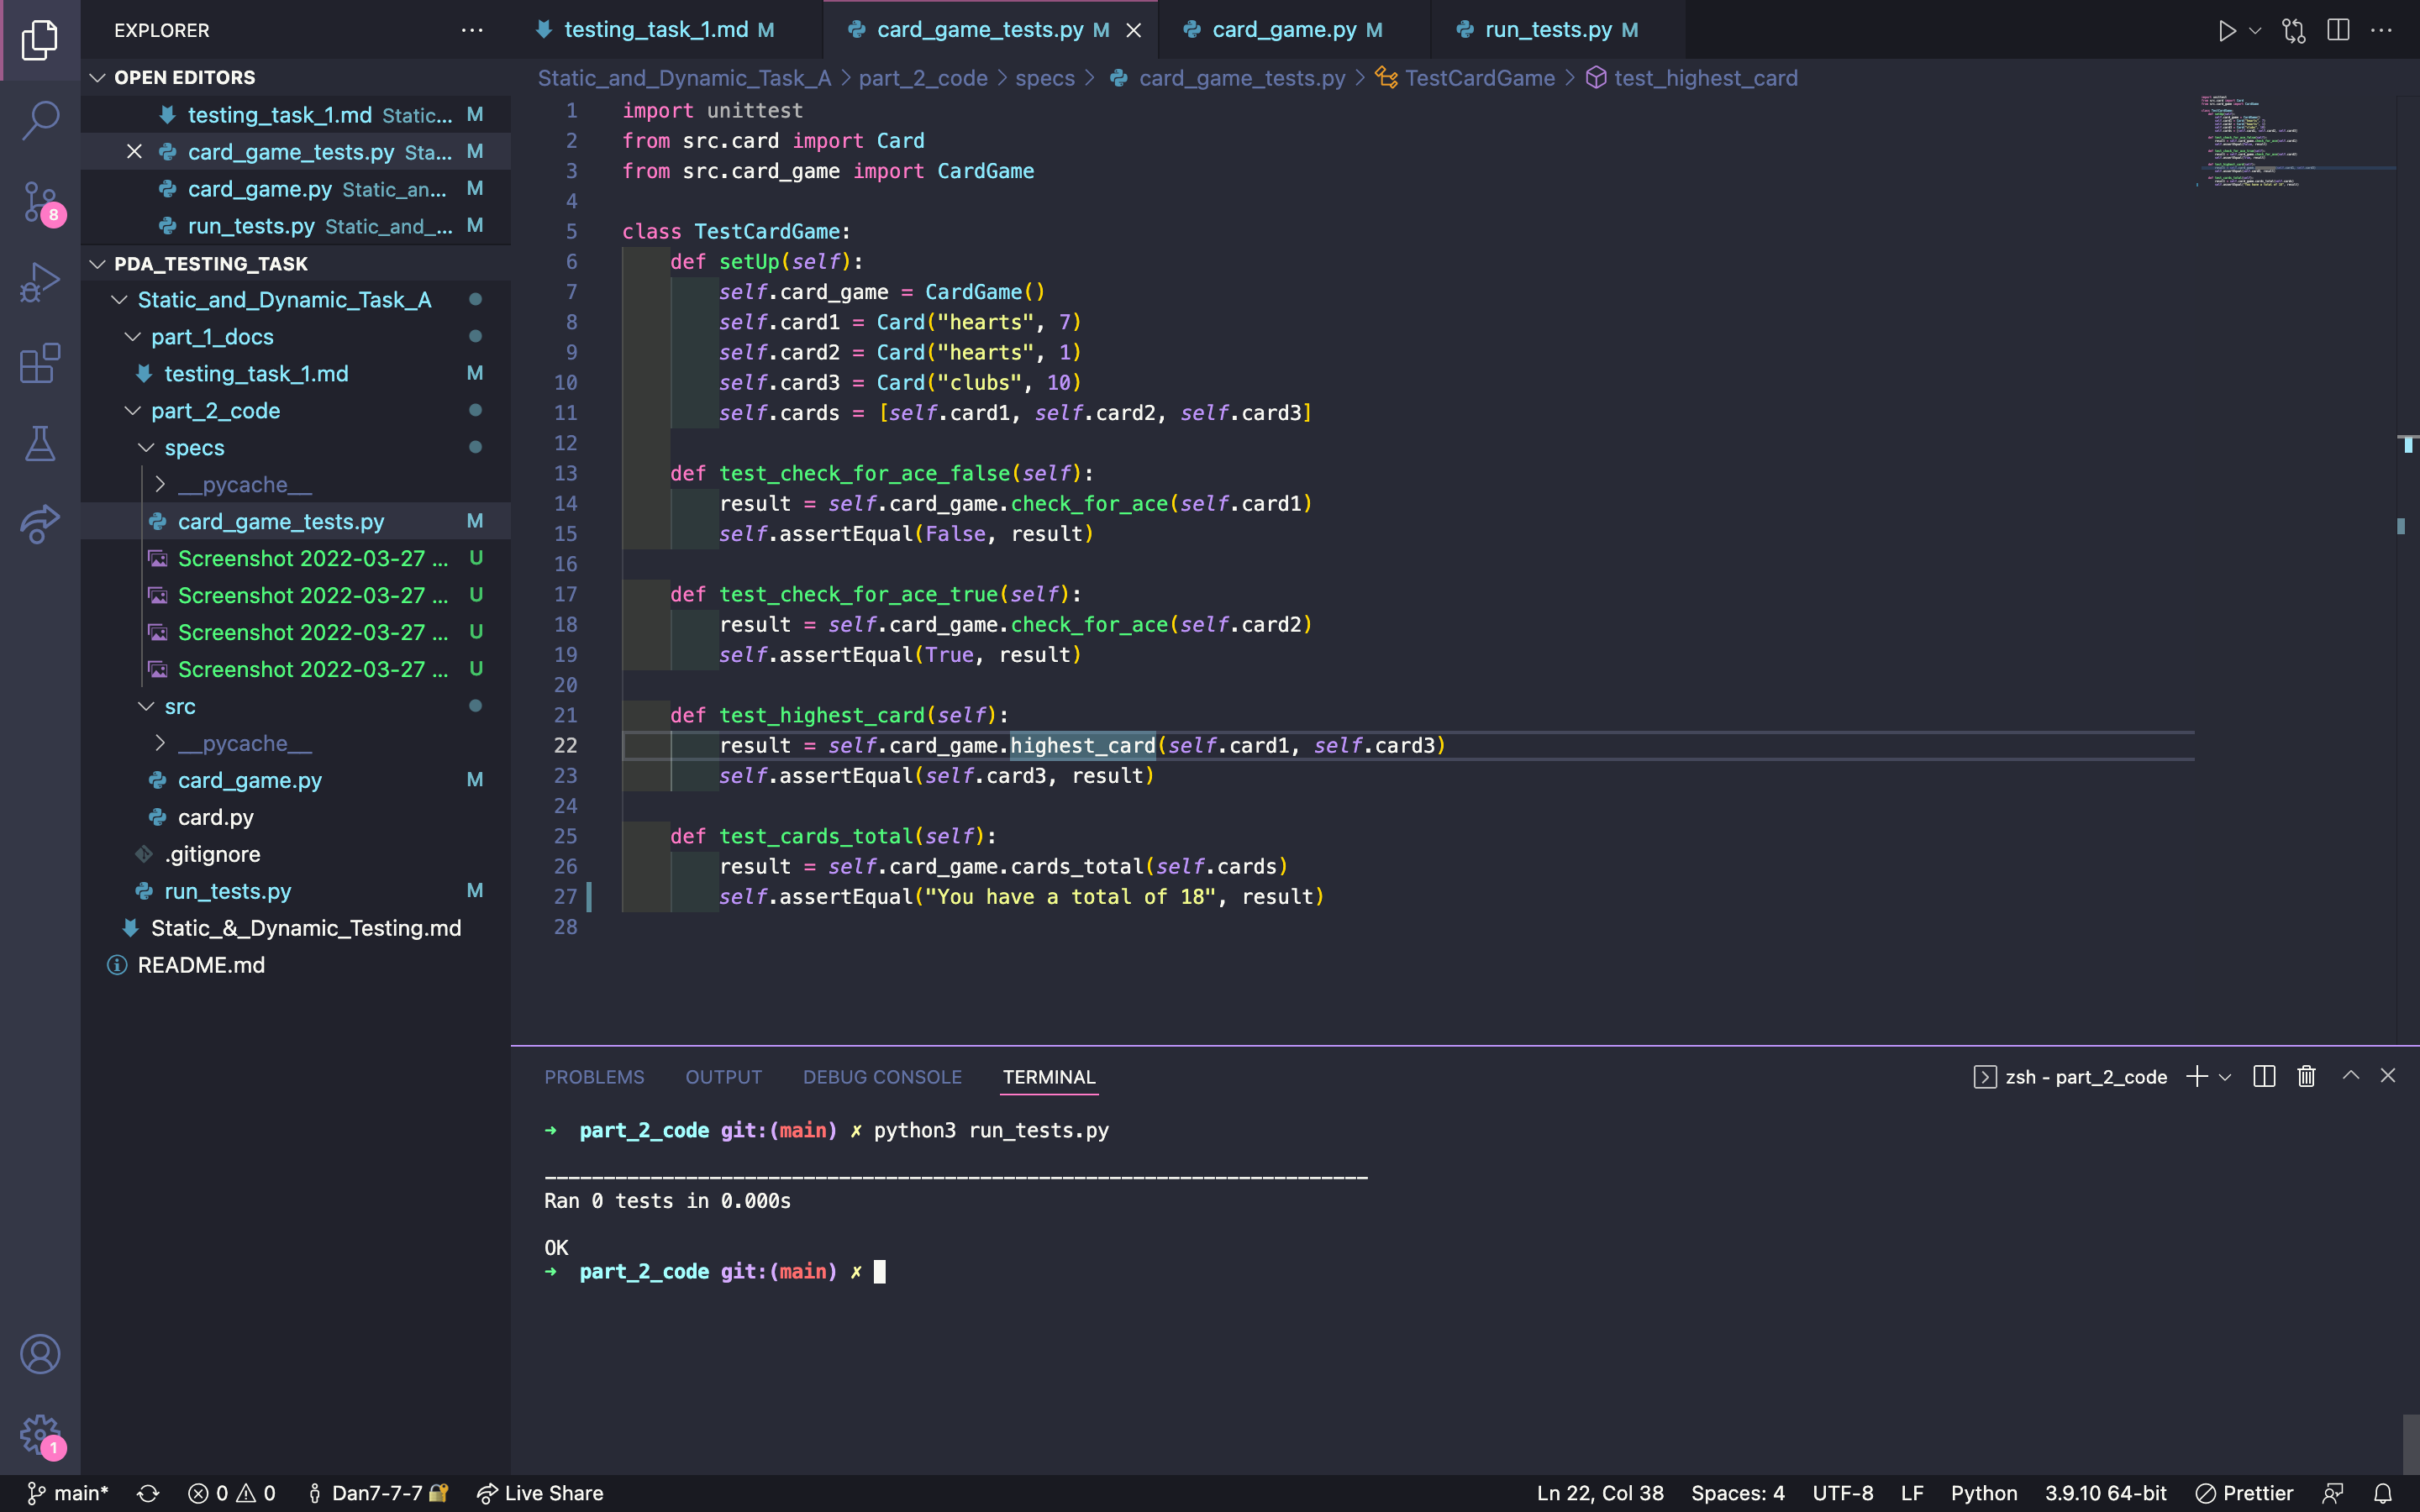 EXPLORER
OPEN EDITORS
testing_task_1.md Static... M
card_game_tests.py Sta... M
card_game.py Static_an... M
run_tests.py Static_and_... M
PDA_TESTING_TASK
Static_and_Dynamic_Task_A
part_1_docs
testing_task_1.md M
part_2_code
specs
__pycache__
card_game_tests.py M
Screenshot 2022-03-27 ... U
Screenshot 2022-03-27 ... U
Screenshot 2022-03-27 ... U
Screenshot 2022-03-27 ... U
src
__pycache__
card_game.py M
card.py
.gitignore
run_tests.py M
Static_&_Dynamic_Testing.md
README.md
8
1
testing_task_1.md M card_game_tests.py M card_game.py M run_tests.py M
Static_and_Dynamic_Task_A > part_2_code > specs > card_game_tests.py > TestCardGame > test_highest_card
1 import unittest
2 from src.card import Card
3 from src.card_game import CardGame
4
5 class TestCardGame:
6 def setUp(self):
7 self.card_game = CardGame()
8 self.card1 = Card("hearts", 7)
9 self.card2 = Card("hearts", 1)
10 self.card3 = Card("clubs", 10)
11 self.cards = [self.card1, self.card2, self.card3]
12
13 def test_check_for_ace_false(self):
14 result = self.card_game.check_for_ace(self.card1)
15 self.assertEqual(False, result)
16
17 def test_check_for_ace_true(self):
18 result = self.card_game.check_for_ace(self.card2)
19 self.assertEqual(True, result)
20
21 def test_highest_card(self):
22 result = self.card_game.highest_card(self.card1, self.card3)
23 self.assertEqual(self.card3, result)
24
25 def test_cards_total(self):
26 result = self.card_game.cards_total(self.cards)
27 self.assertEqual("You have a total of 18", result)
28
PROBLEMS OUTPUT DEBUG CONSOLE TERMINAL
zsh - part_2_code
➜ part_2_code git:(main) ✗ python3 run_tests.py
----------------------------------------------------------------------
Ran 0 tests in 0.000s
OK
➜ part_2_code git:(main) ✗
main* 0 0 Dan7-7-7 Live Share Ln 22, Col 38 Spaces: 4 UTF-8 LF Python 3.9.10 64-bit Prettier